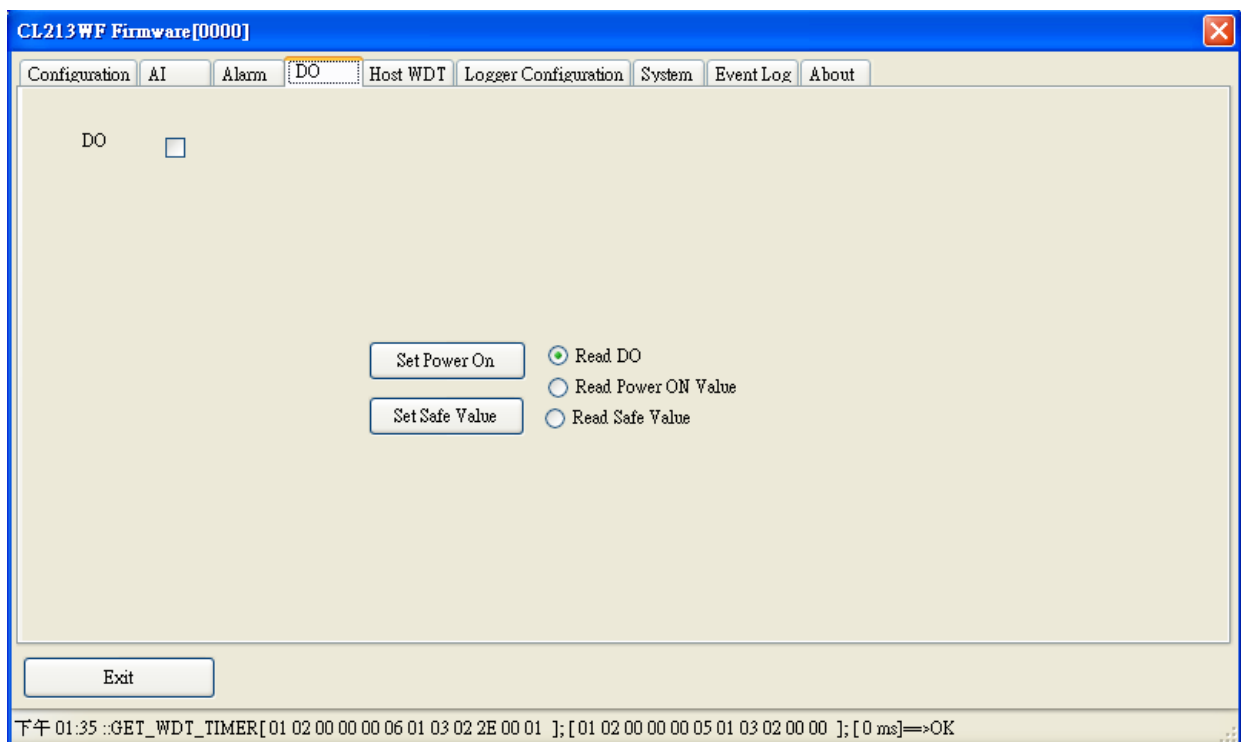 CL213WF Firmware[0000]
Configuration AI Alarm DO Host WDT Logger Configuration System Event Log About
DO
Set Power On
Read DO
Read Power ON Value
Set Safe Value
Read Safe Value
Exit
下午 01:35 ::GET_WDT_TIMER[ 01 02 00 00 00 06 01 03 02 2E 00 01 ]; [ 01 02 00 00 00 05 01 03 02 00 00 ]; [ 0 ms]==>OK